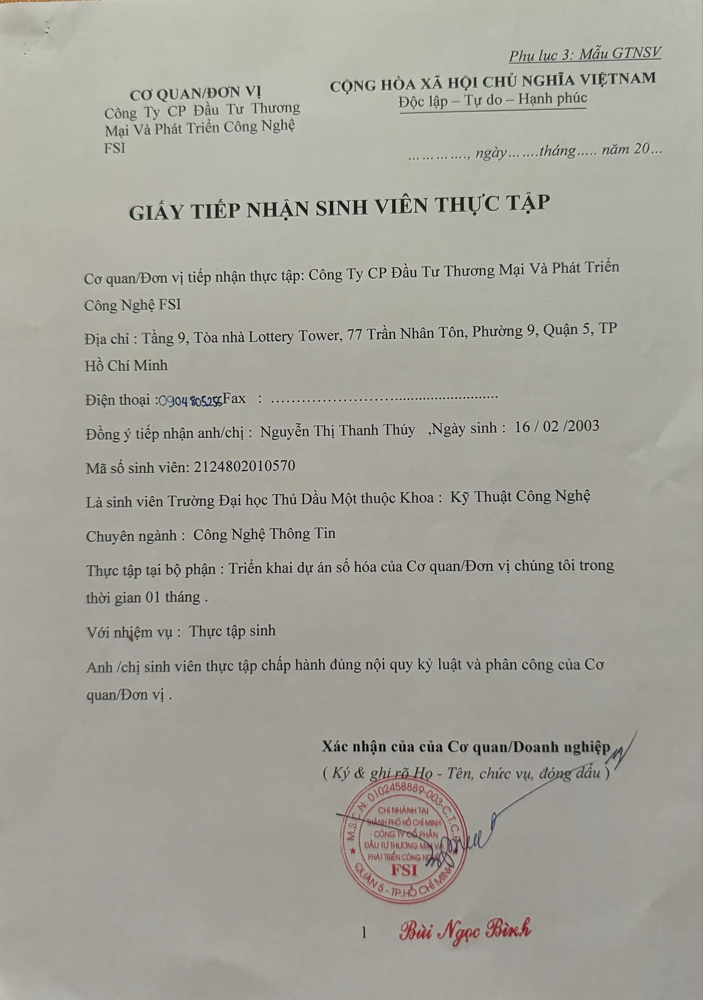 Phụ lục 3: Mẫu GTNSV
CƠ QUAN/ĐƠN VỊ
Công Ty CP Đầu Tư Thương
Mại Và Phát Triển Công Nghệ
FSI
CỘNG HÒA XÃ HỘI CHỦ NGHĨA VIỆTNAM
Độc lập – Tự do – Hạnh phúc
…………., ngày…….tháng….. năm 20…
GIẤY TIẾP NHẬN SINH VIÊN THỰC TẬP
Cơ quan/Đơn vị tiếp nhận thực tập: Công Ty CP Đầu Tư Thương Mại Và Phát Triển
Công Nghệ FSI
Địa chỉ : Tầng 9, Tòa nhà Lottery Tower, 77 Trần Nhân Tôn, Phường 9, Quận 5, TP
Hồ Chí Minh
Điện thoại :0904805255Fax : ……………………………………………
Đồng ý tiếp nhận anh/chị : Nguyễn Thị Thanh Thúy ,Ngày sinh : 16 / 02 /2003
Mã số sinh viên: 2124802010570
Là sinh viên Trường Đại học Thủ Dầu Một thuộc Khoa : Kỹ Thuật Công Nghệ
Chuyên ngành : Công Nghệ Thông Tin
Thực tập tại bộ phận : Triển khai dự án số hóa của Cơ quan/Đơn vị chúng tôi trong
thời gian 01 tháng .
Với nhiệm vụ : Thực tập sinh
Anh /chị sinh viên thực tập chấp hành đúng nội quy kỷ luật và phân công của Cơ
quan/Đơn vị .
Xác nhận của của Cơ quan/Doanh nghiệp
( Ký & ghi rõ Họ - Tên, chức vụ, đóng dấu )
M.S.C.N: 0102458889-003-C.T.C.P
CHI NHÁNH TẠI
THÀNH PHỐ HỒ CHÍ MINH
- CÔNG TY CỔ PHẦN
ĐẦU TƯ THƯƠNG MẠI VÀ
PHÁT TRIỂN CÔNG NGHỆ
FSI
QUẬN 5 - TP.HỒ CHÍ MINH
1
Bùi Ngọc Bình